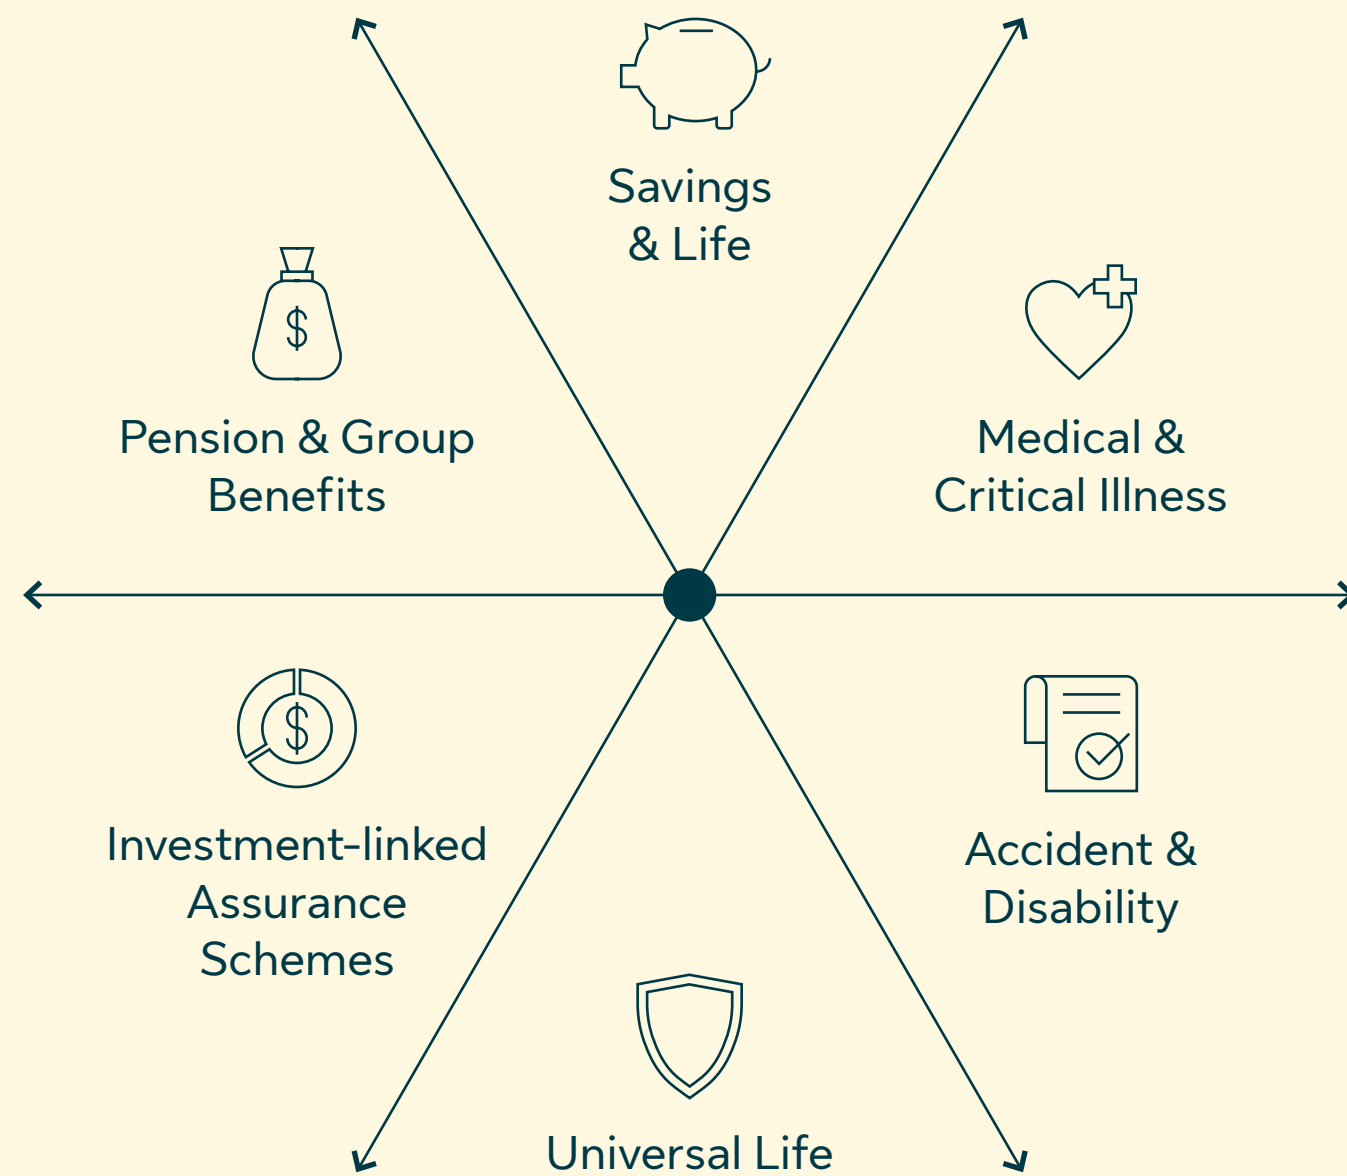 Savings
& Life
Pension & Group
Benefits
Medical &
Critical Illness
$
$
Investment-linked
Assurance
Schemes
Accident &
Disability
Universal Life